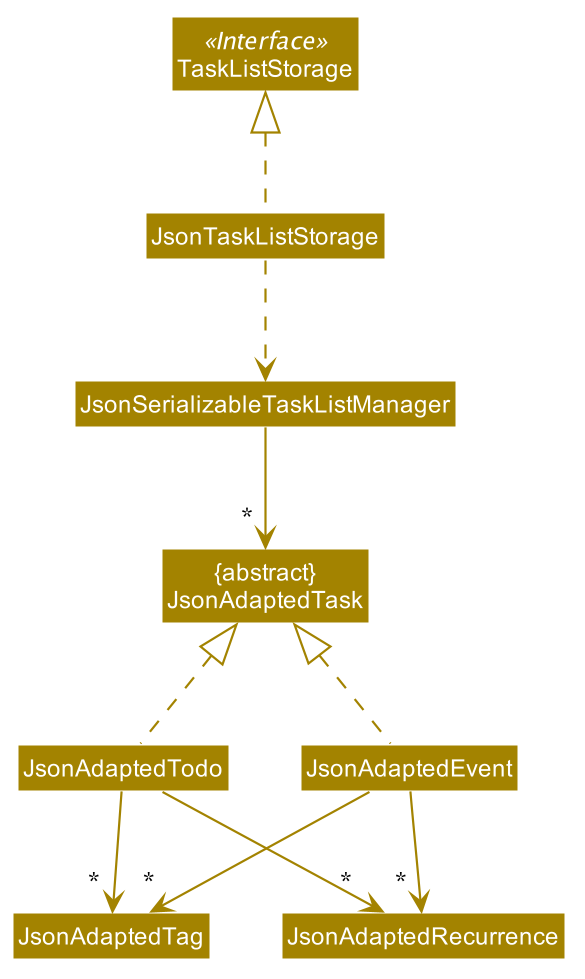 «Interface»
TaskListStorage
JsonTaskListStorage
JsonSerializableTaskListManager
*
{abstract}
JsonAdaptedTask
JsonAdaptedTodo
JsonAdaptedEvent
* * * *
JsonAdaptedTag
JsonAdaptedRecurrence